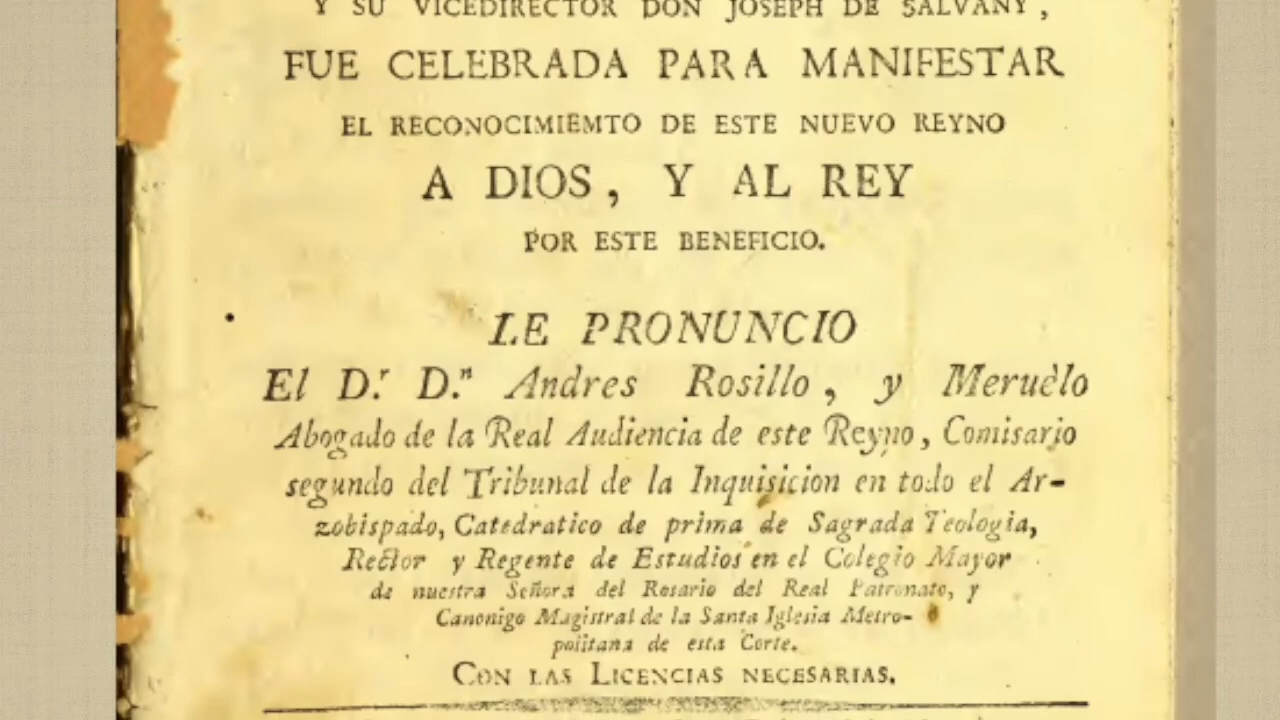 Y SU VICEDIRECTOR DON JOSEPH DE SALVANY,
FUE CELEBRADA PARA MANIFESTAR
EL RECONOCIMIEMTO DE ESTE NUEVO REYNO
A DIOS, Y AL REY
POR ESTE BENEFICIO.
LE PRONUNCIO
El D.r D.n Andres Rosillo, y Meruèlo
Abogado de la Real Audiencia de este Reyno, Comisario
segundo del Tribunal de la Inquisicion en todo el Ar-
zobispado, Catedratico de prima de Sagrada Teologia,
Rector y Regente de Estudios en el Colegio Mayor
de nuestra Señora del Rosario del Real Patronato, y
Canonigo Magistral de la Santa Iglesia Metro-
politana de esta Corte.
CON LAS LICENCIAS NECESARIAS.